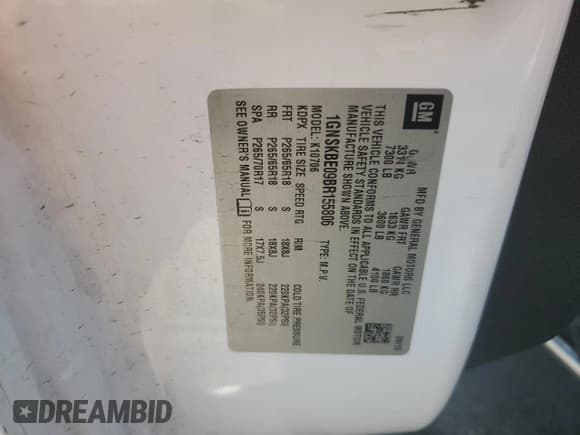 GM
MFD BY GENERAL MOTORS LLC
GVWR GAWR FRT GAWR RR
KG 1633 KG 1860 KG
7300 LB 3600 LB 4100 LB
THIS VEHICLE CONFORMS TO ALL APPLICABLE U.S. FEDERAL MOTOR
VEHICLE SAFETY STANDARDS IN EFFECT ON THE DATE OF
MANUFACTURE SHOWN ABOVE.
1GNSKBE09BR155806 TYPE: M.P.V.
MODEL: K10706
KDPX TIRE SIZE SPEED RTG RIM COLD TIRE PRESSURE
FRT P265/65R18 S 18X8J 220KPA(32PSI)
RR P265/65R18 S 18X8J 220KPA(32PSI)
SPA P265/70R17 S 17X7.5J 240KPA(35PSI)
SEE OWNER'S MANUAL FOR MORE INFORMATION.
DREAMBID